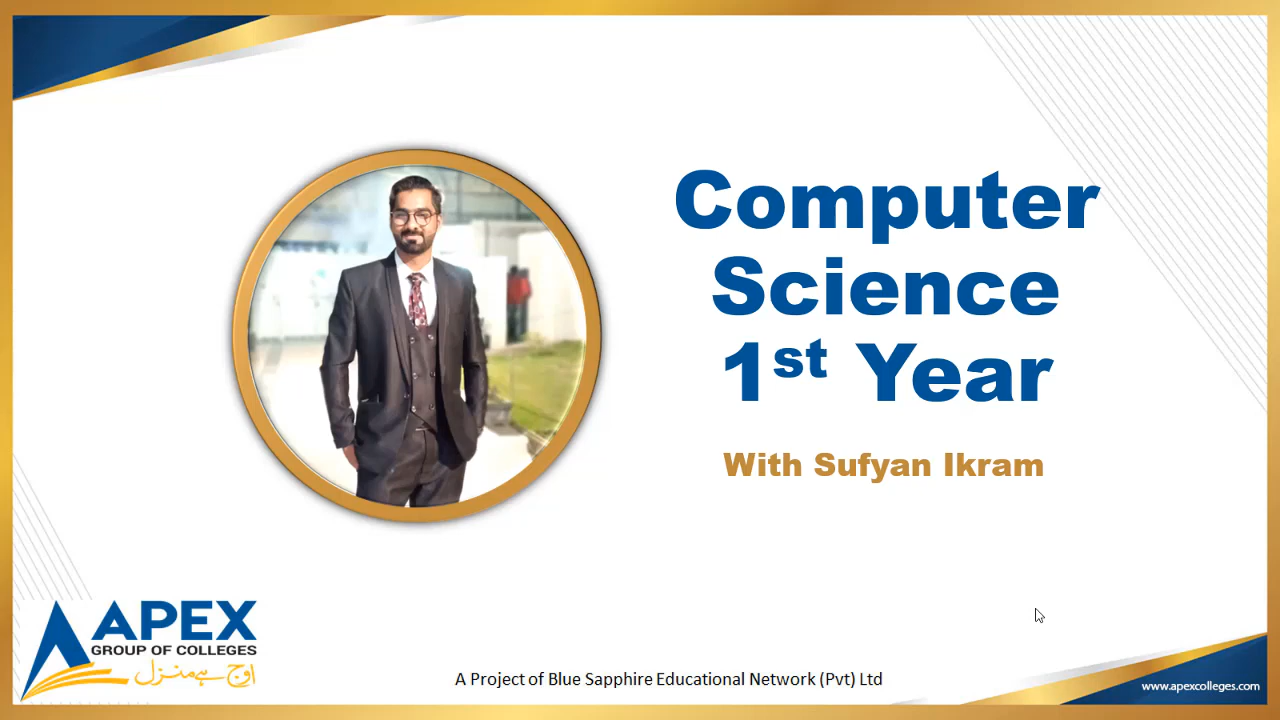 Computer
Science
1st Year
With Sufyan Ikram
APEX
GROUP OF COLLEGES
اوج ہے منزل
A Project of Blue Sapphire Educational Network (Pvt) Ltd
www.apexcolleges.com